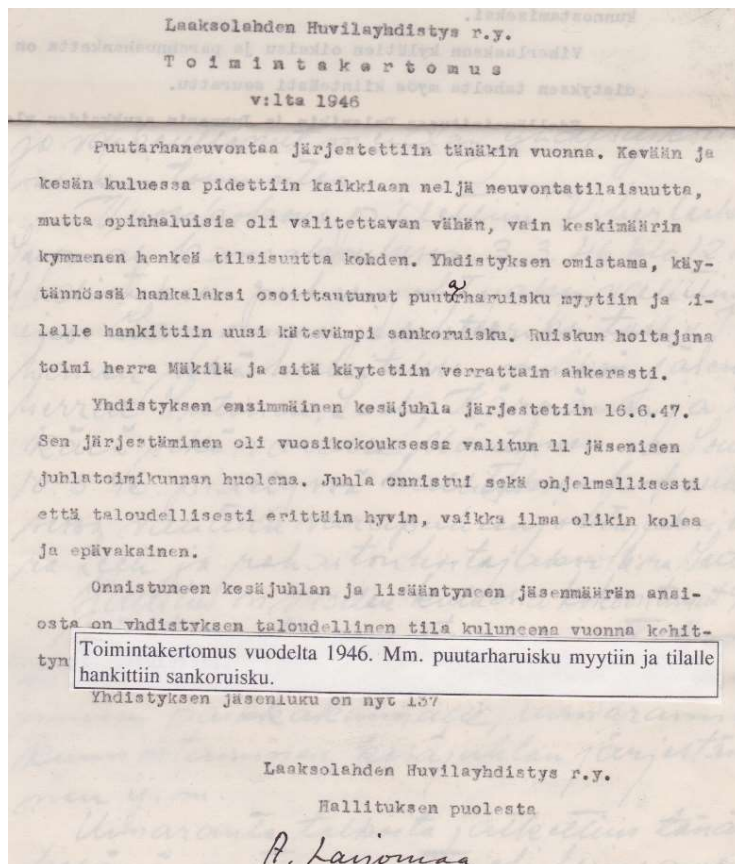 Laaksolahden Huvilayhdistys r.y.
Toimintakertomus
v:lta 1946
Puutarhaneuvontaa järjestettiin tänäkin vuonna. Kevään ja
kesän kuluessa pidettiin kaikkiaan neljä neuvontatilaisuutta,
mutta opinhaluisia oli valitettavan vähän, vain keskimäärin
kymmenen henkeä tilaisuutta kohden. Yhdistyksen omistama, käy-
tännössä hankalaksi osoittautunut puutarharuisku myytiin ja
lalle hankittiin uusi kätevämpi sankoruisku. Ruiskun hoitajana
toimi herra Mäkilä ja sitä käytettiin verrattain ahkerasti.
Yhdistyksen ensimmäinen kesäjuhla järjestetiin 16.6.47.
Sen järjestäminen oli vuosikokouksessa valitun 11 jäsenisen
juhlatoimikunnan huolena. Juhla onnistui sekä ohjelmallisesti
että taloudellisesti erittäin hyvin, vaikka ilma olikin kolea
ja epävakainen.
Onnistuneen kesäjuhlan ja lisääntyneen jäsenmäärän ansi-
osta on yhdistyksen taloudellinen tila kuluneena vuonna kehit-
tyn
Toimintakertomus vuodelta 1946. Mm. puutarharuisku myytiin ja tilalle
hankittiin sankoruisku.
Yhdistyksen jäsenluku on nyt 137
Laaksolahden Huvilayhdistys r.y.
Hallituksen puolesta
A.